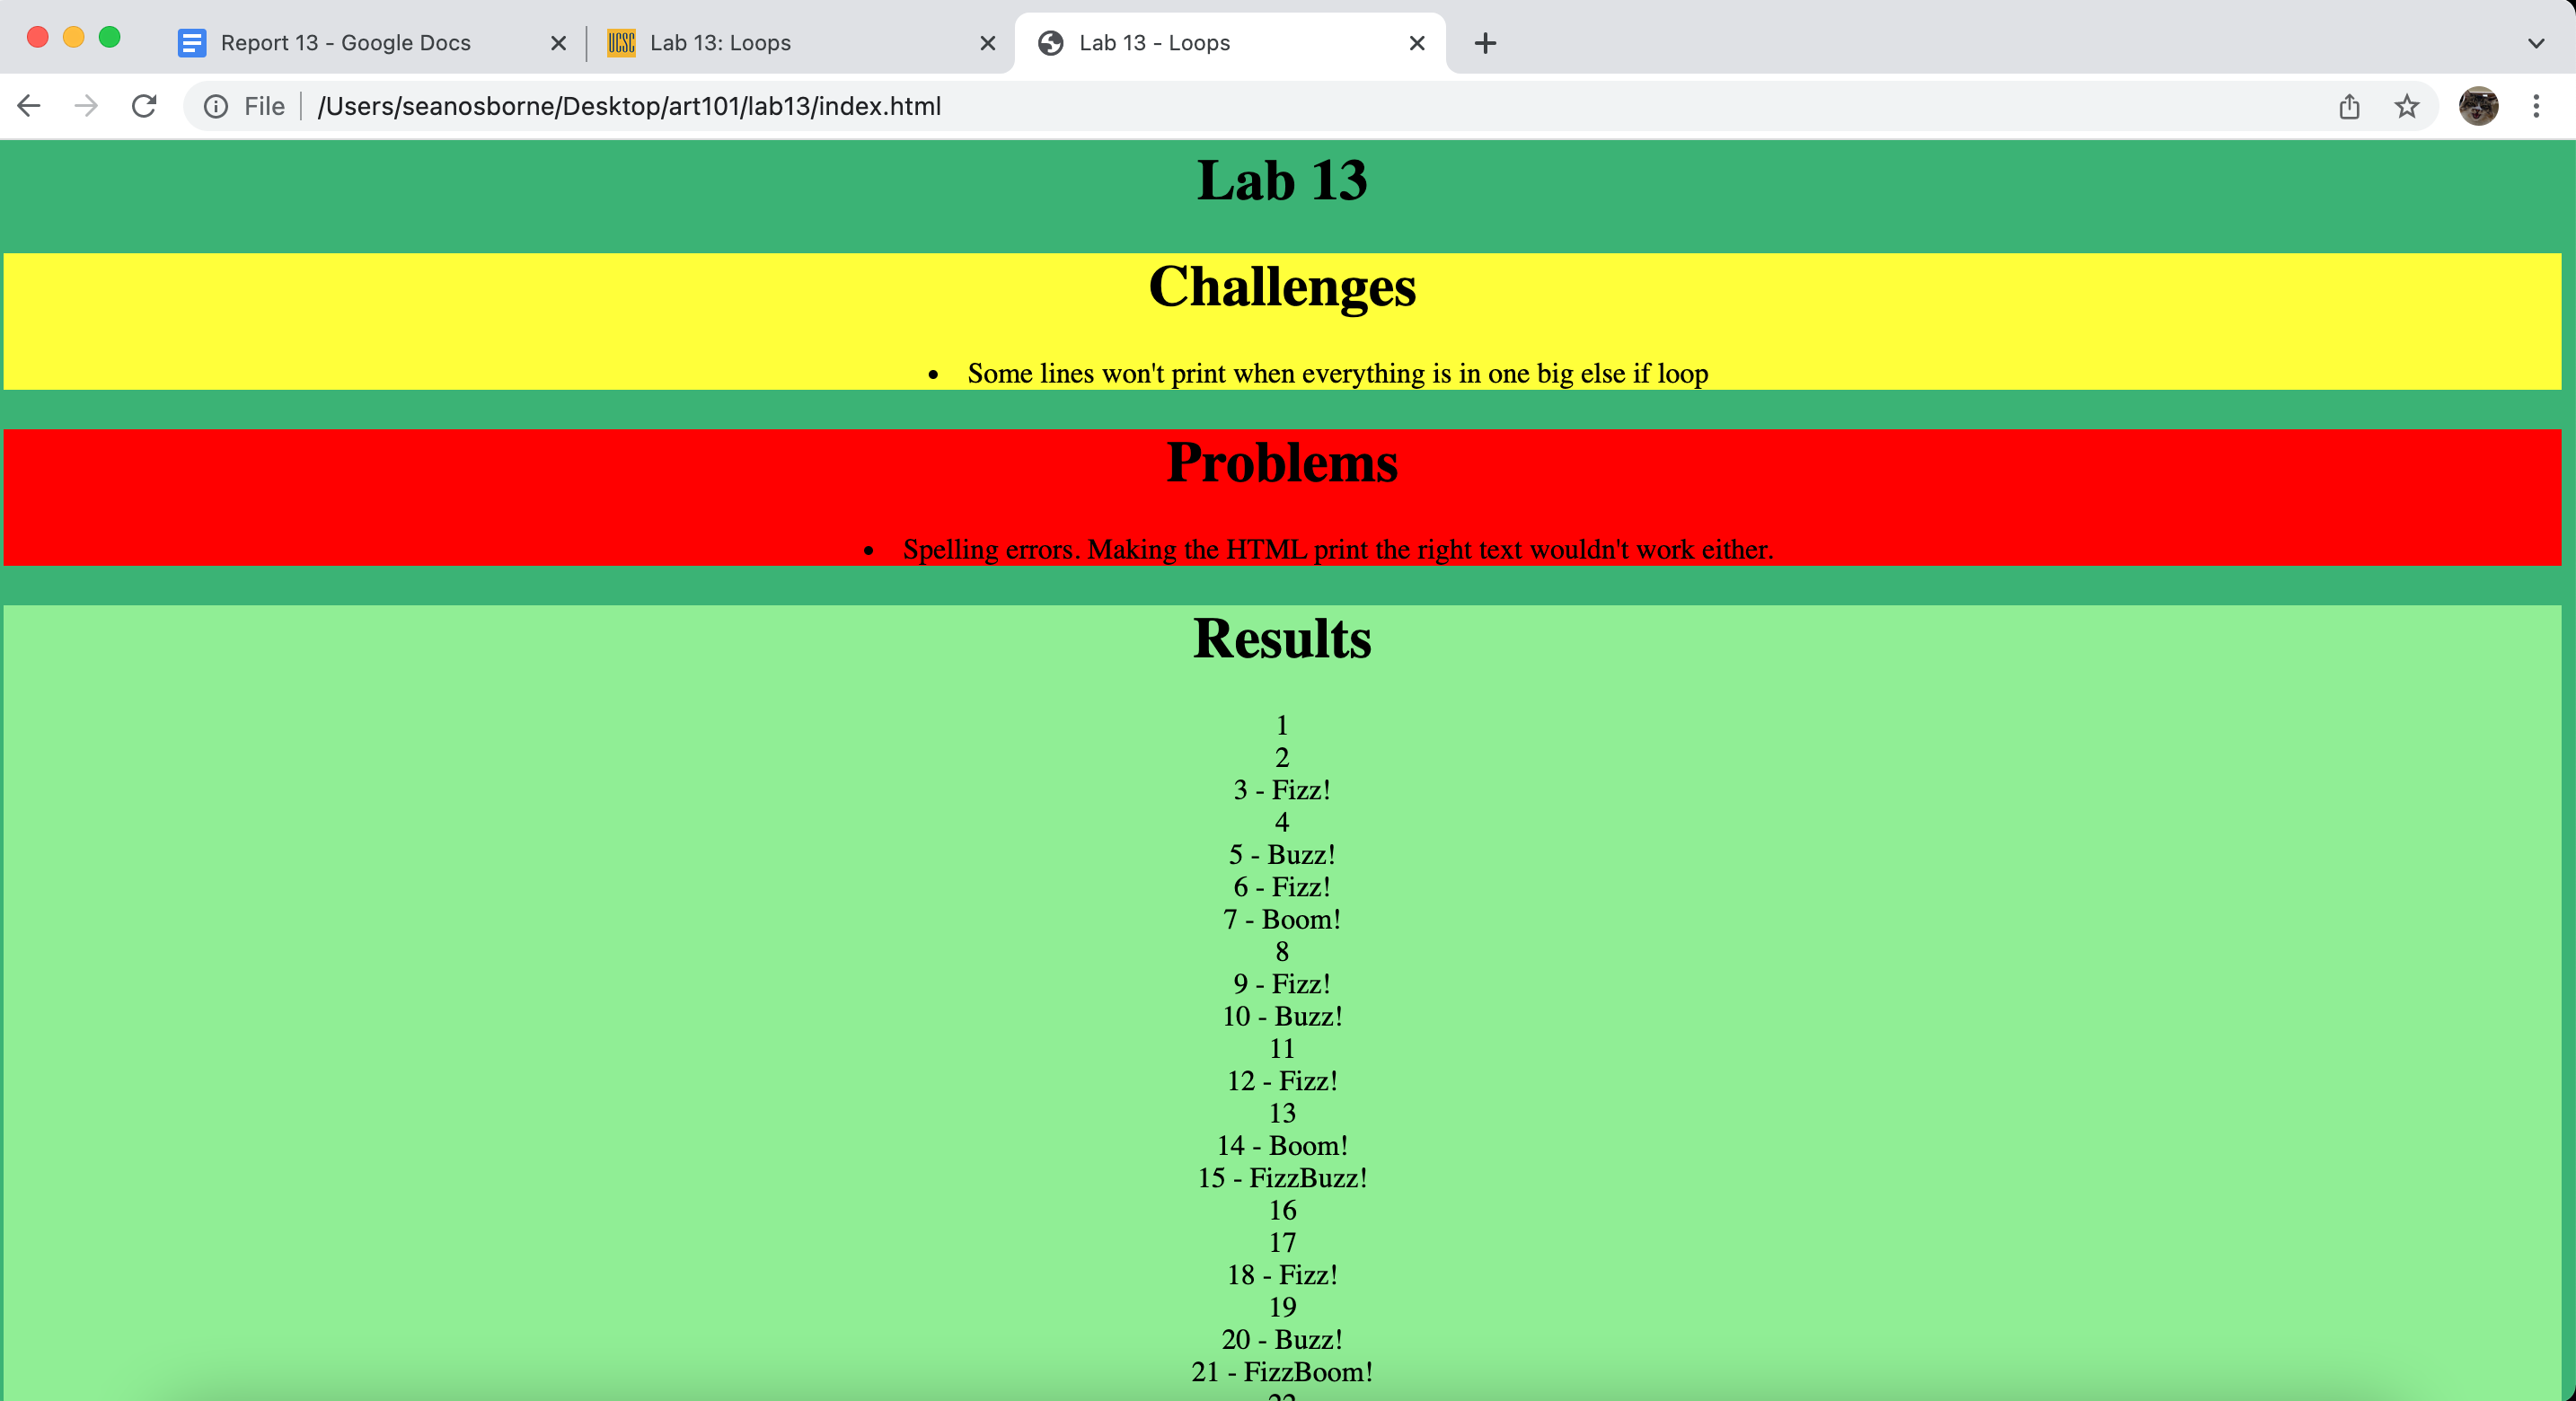 Report 13 - Google Docs
UCSC
Lab 13: Loops
Lab 13 - Loops
File
/Users/seanosborne/Desktop/art101/lab13/index.html
Lab 13
Challenges
• Some lines won't print when everything is in one big else if loop
Problems
• Spelling errors. Making the HTML print the right text wouldn't work either.
Results
1
2
3 - Fizz!
4
5 - Buzz!
6 - Fizz!
7 - Boom!
8
9 - Fizz!
10 - Buzz!
11
12 - Fizz!
13
14 - Boom!
15 - FizzBuzz!
16
17
18 - Fizz!
19
20 - Buzz!
21 - FizzBoom!